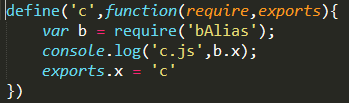 define('c',function(require,exports){
    var b = require('bAlias');
    console.log('c.js',b.x);
    exports.x = 'c'
})